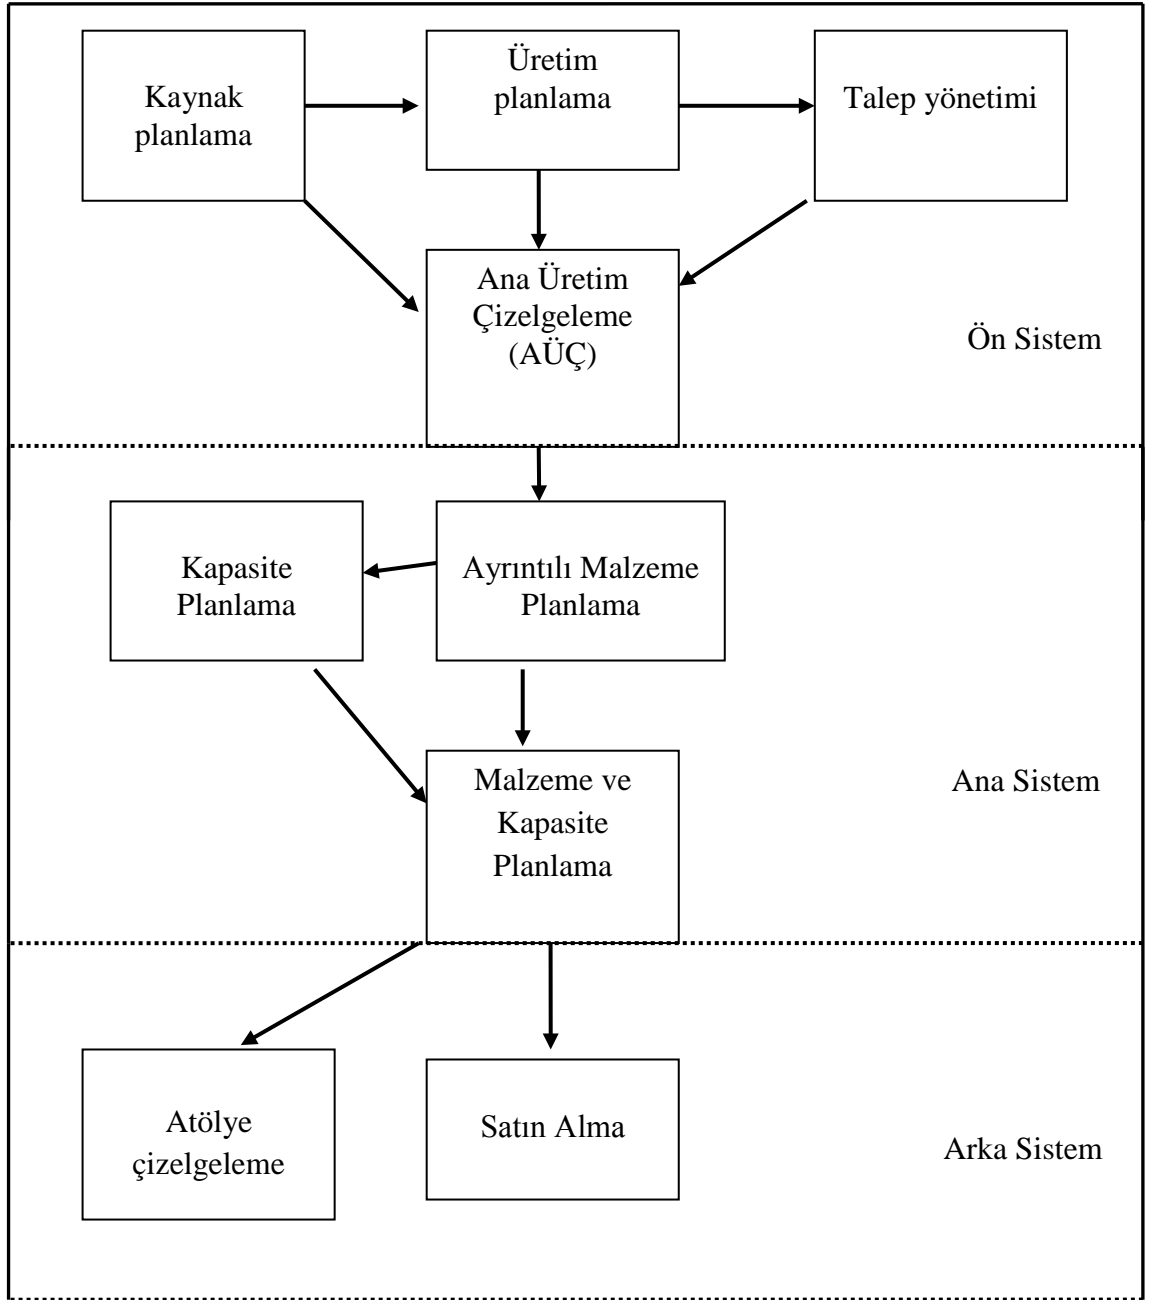 Kaynak
planlama
Üretim
planlama
Talep yönetimi
Ana Üretim
Çizelgeleme
(AÜÇ)
Ön Sistem
Kapasite
Planlama
Ayrıntılı Malzeme
Planlama
Malzeme ve
Kapasite
Planlama
Ana Sistem
Atölye
çizelgeleme
Satın Alma
Arka Sistem